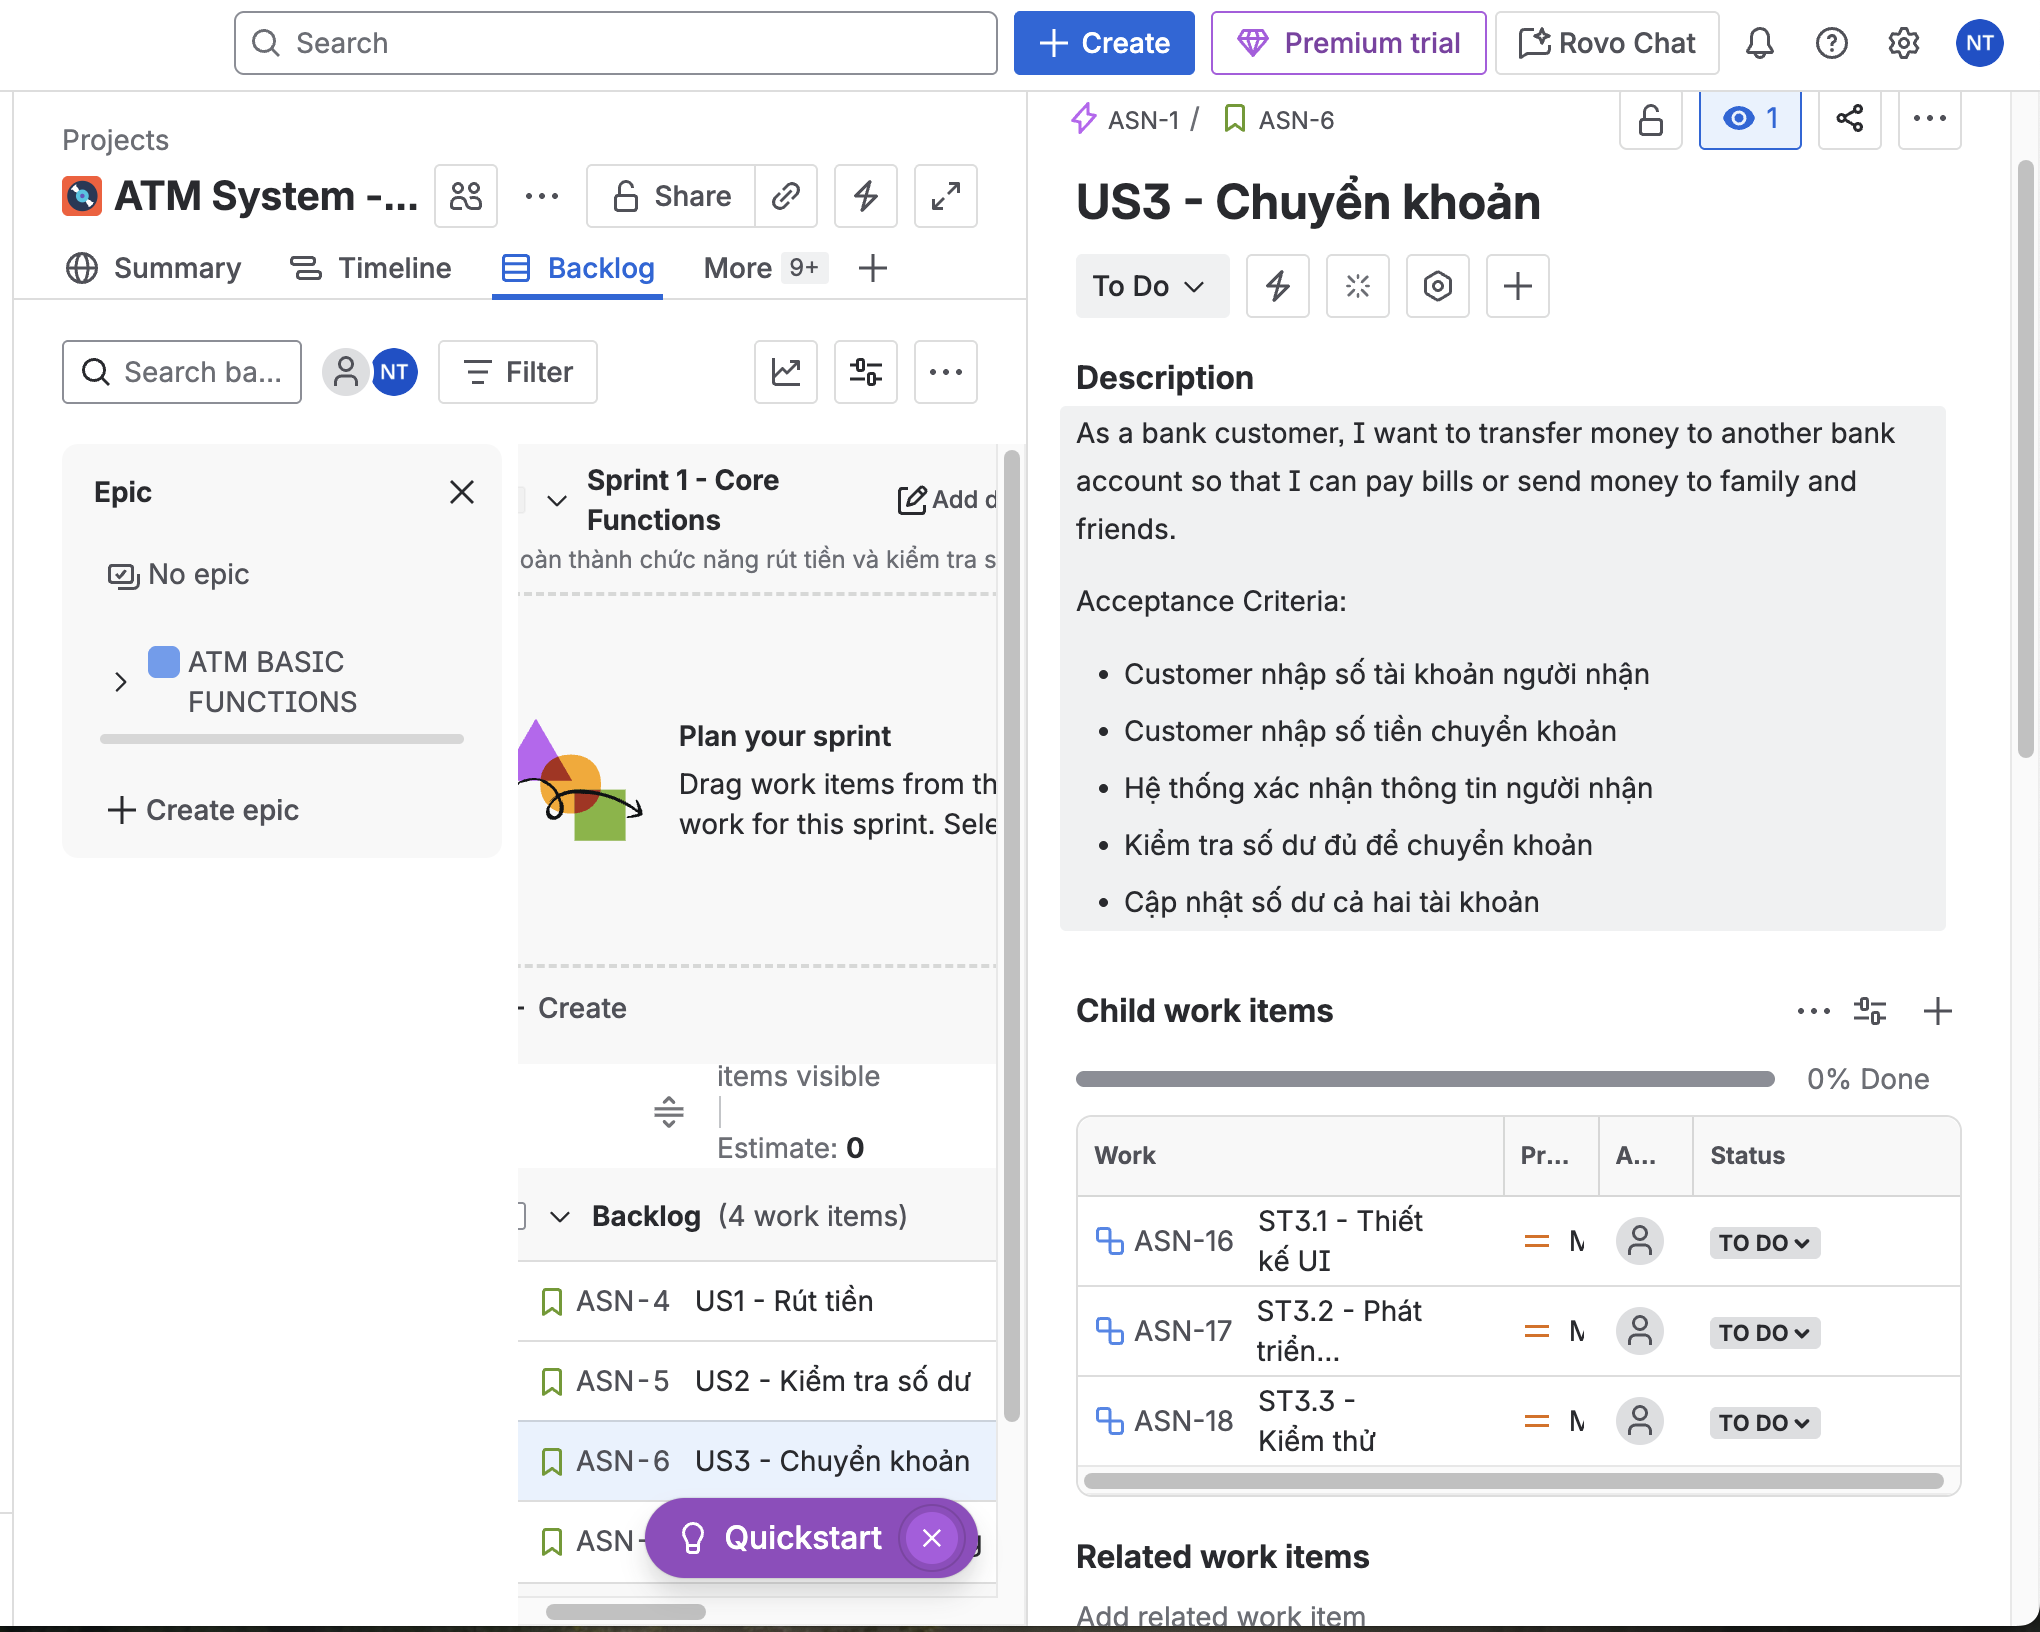 Search
Create
Premium trial
Rovo Chat
NT
Projects
ATM System -...
Share
Summary
Timeline
Backlog
More 9+
Search ba...
NT
Filter
Epic
No epic
ATM BASIC
FUNCTIONS
Create epic
Sprint 1 - Core
Functions
Add d
oàn thành chức năng rút tiền và kiểm tra s
Plan your sprint
Drag work items from th
work for this sprint. Sele
Create
items visible
Estimate: 0
Backlog (4 work items)
ASN-4 US1 - Rút tiền
ASN-5 US2 - Kiểm tra số dư
ASN-6 US3 - Chuyển khoản
ASN-
Quickstart
ASN-1 / ASN-6
1
US3 - Chuyển khoản
To Do
Description
As a bank customer, I want to transfer money to another bank
account so that I can pay bills or send money to family and
friends.
Acceptance Criteria:
• Customer nhập số tài khoản người nhận
• Customer nhập số tiền chuyển khoản
• Hệ thống xác nhận thông tin người nhận
• Kiểm tra số dư đủ để chuyển khoản
• Cập nhật số dư cả hai tài khoản
Child work items
0% Done
Work Pr... A... Status
ASN-16 ST3.1 - Thiết
kế UI
M
TO DO
ASN-17 ST3.2 - Phát
triển...
M
TO DO
ASN-18 ST3.3 -
Kiểm thử
M
TO DO
Related work items
Add related work item